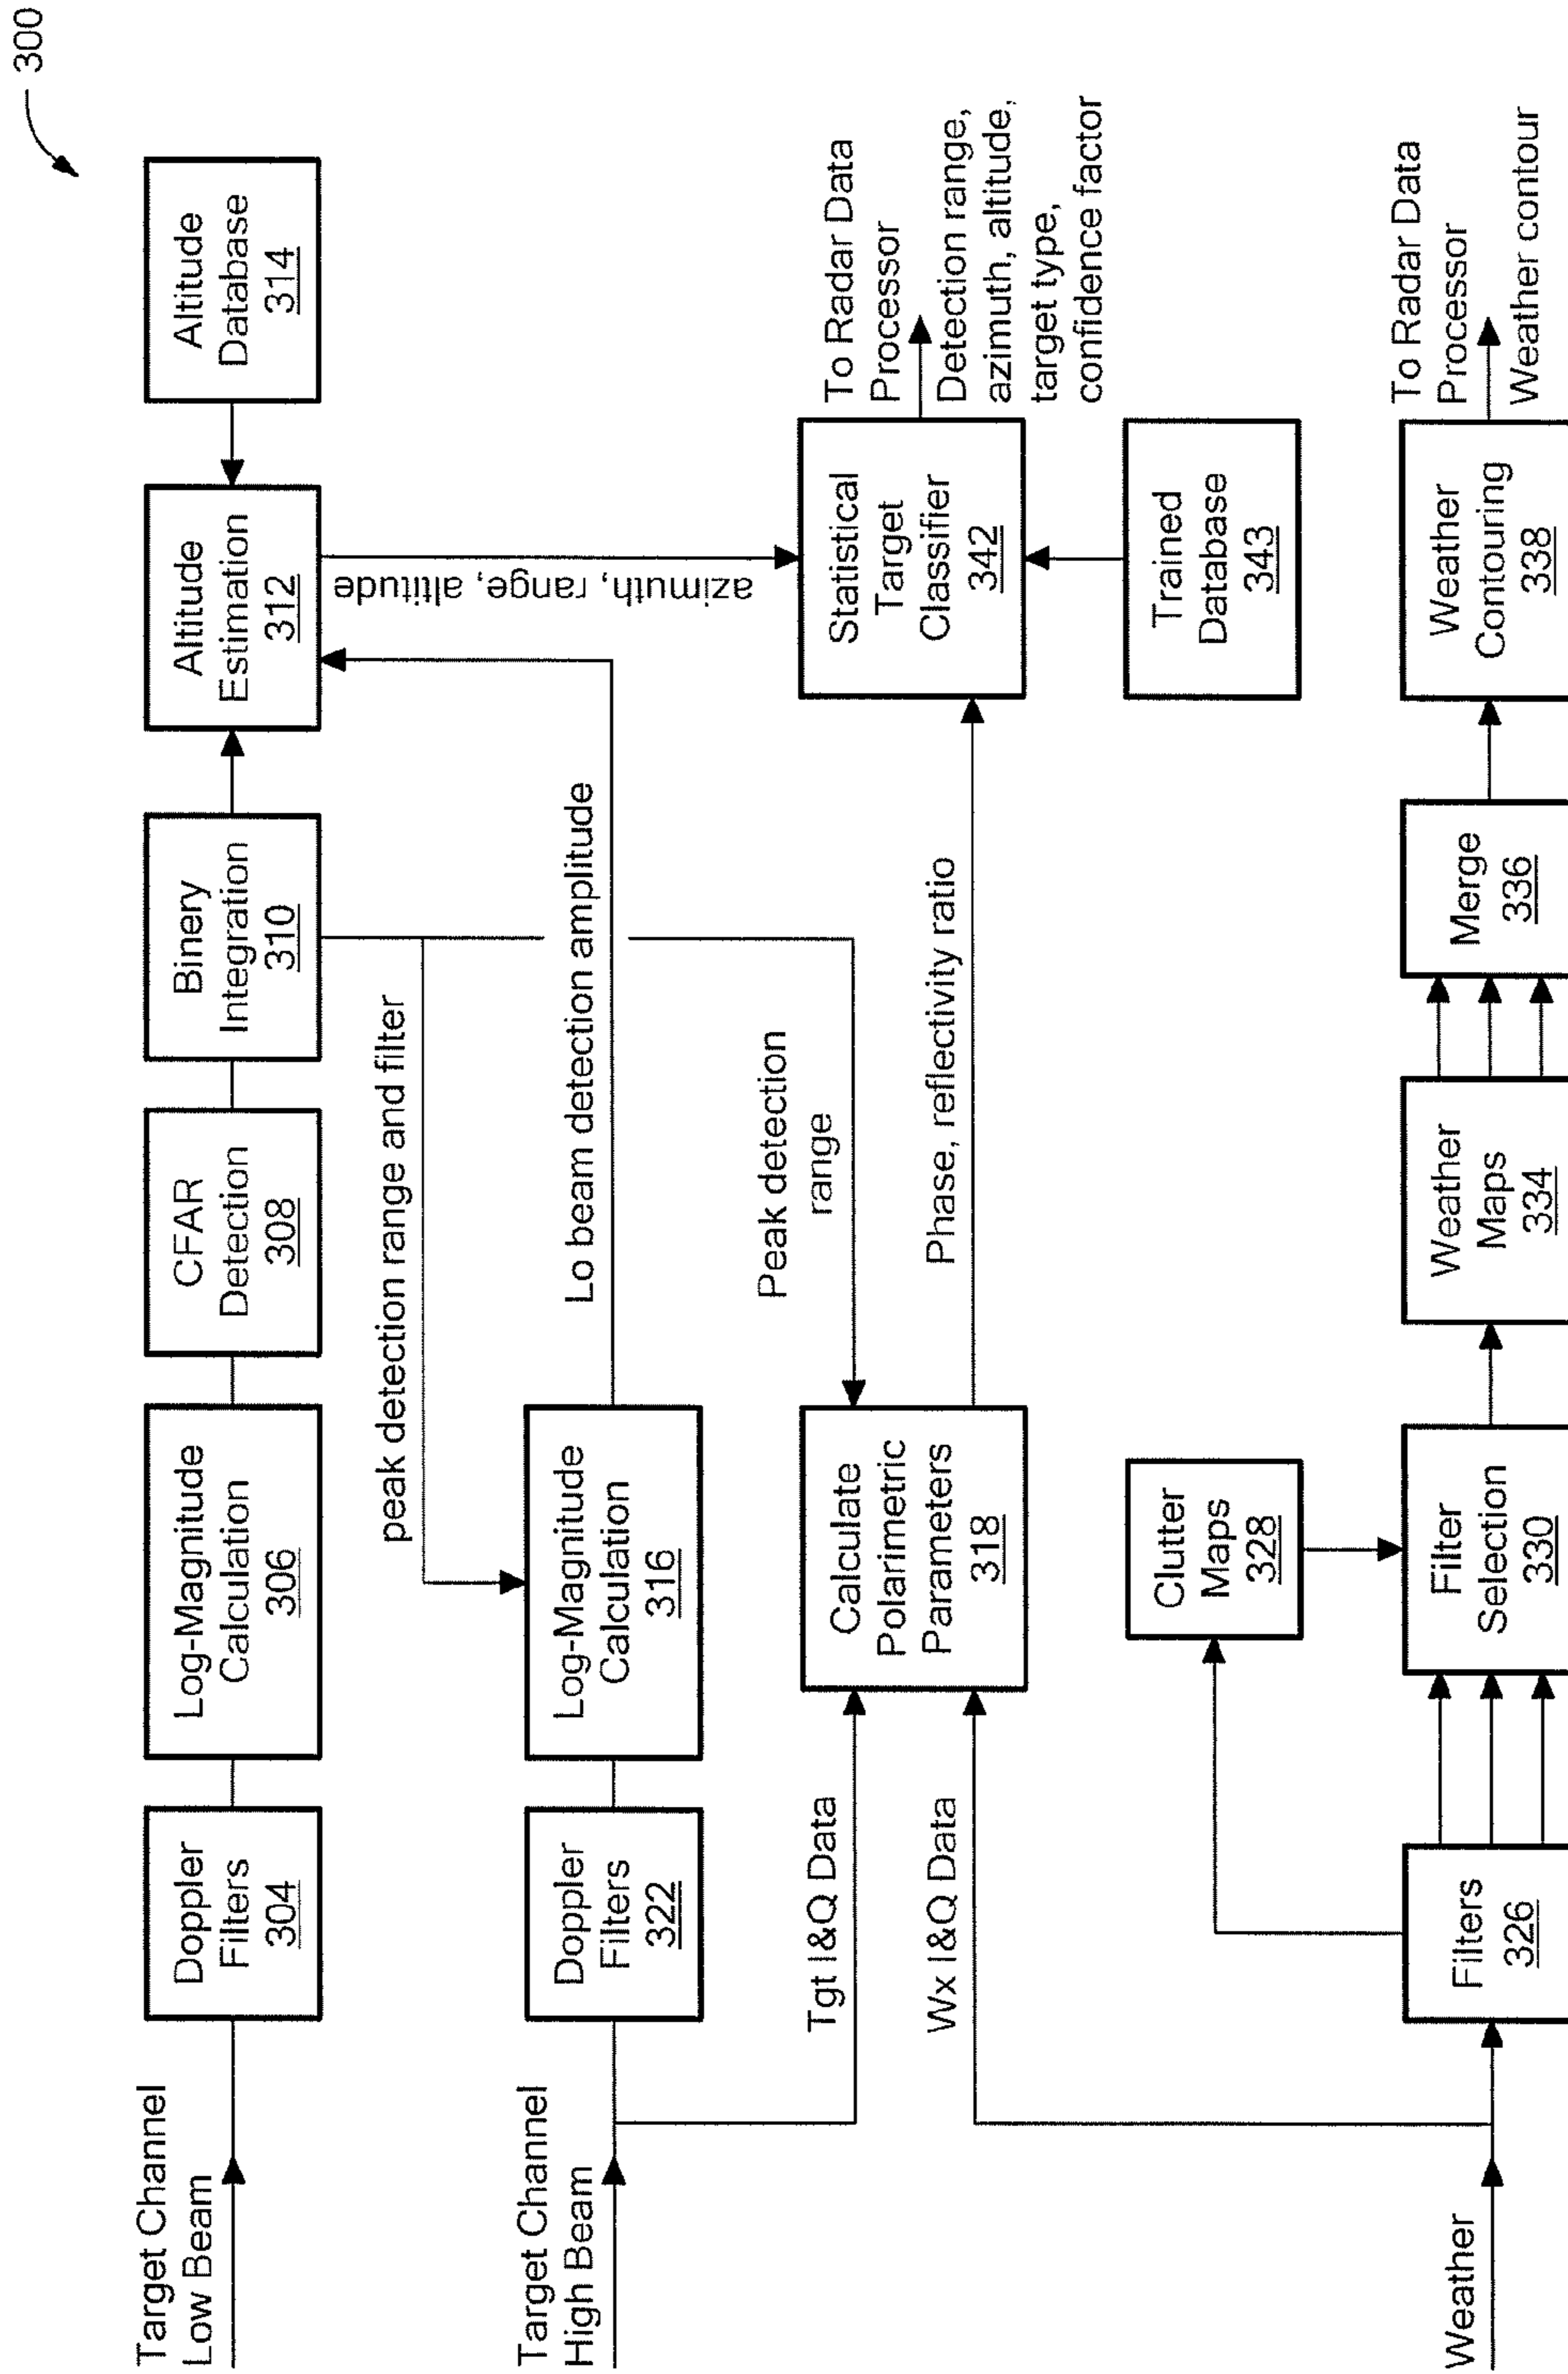 300
Target Channel
Low Beam
Doppler
Filters
304
Log-Magnitude
Calculation
306
CFAR
Detection
308
Binery
Integration
310
Altitude
Estimation
312
Altitude
Database
314
peak detection range and filter
azimuth, range, altitude
Target Channel
High Beam
Doppler
Filters
322
Log-Magnitude
Calculation
316
Lo beam detection amplitude
Peak detection
range
Tgt I&Q Data
Wx I&Q Data
Calculate
Polarimetric
Parameters
318
Phase, reflectivity ratio
Statistical
Target
Classifier
342
To Radar Data
Processor
Detection range,
azimuth, altitude,
target type,
confidence factor
Trained
Database
343
Clutter
Maps
328
Weather
Filters
326
Filter
Selection
330
Weather
Maps
334
Merge
336
Weather
Contouring
338
To Radar Data
Processor
Weather contour